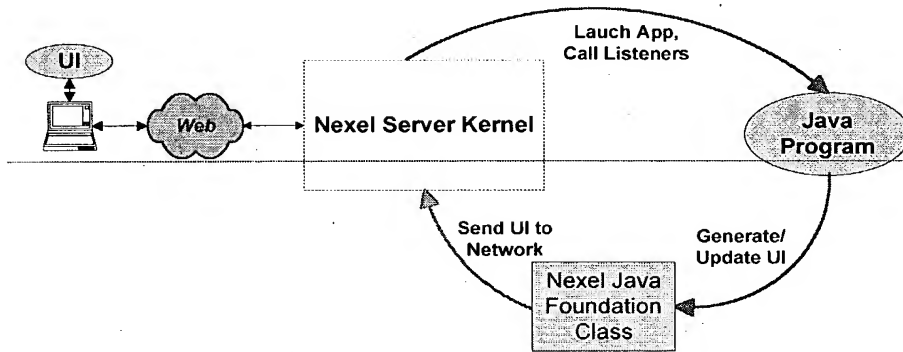 Lauch App,
Call Listeners
UI
Web
Nexel Server Kernel
Java
Program
Send UI to
Network
Generate/
Update UI
Nexel Java
Foundation
Class